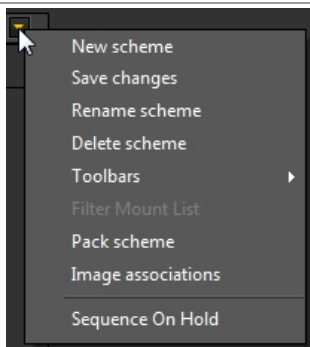 New scheme
Save changes
Rename scheme
Delete scheme
Toolbars
Filter Mount List
Pack scheme
Image associations
Sequence On Hold